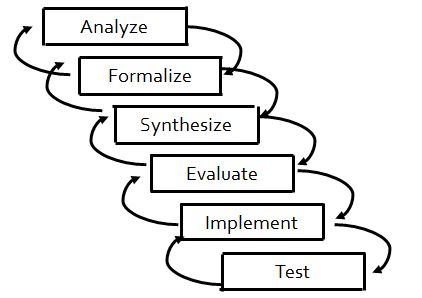 Analyze
Formalize
Synthesize
Evaluate
Implement
Test